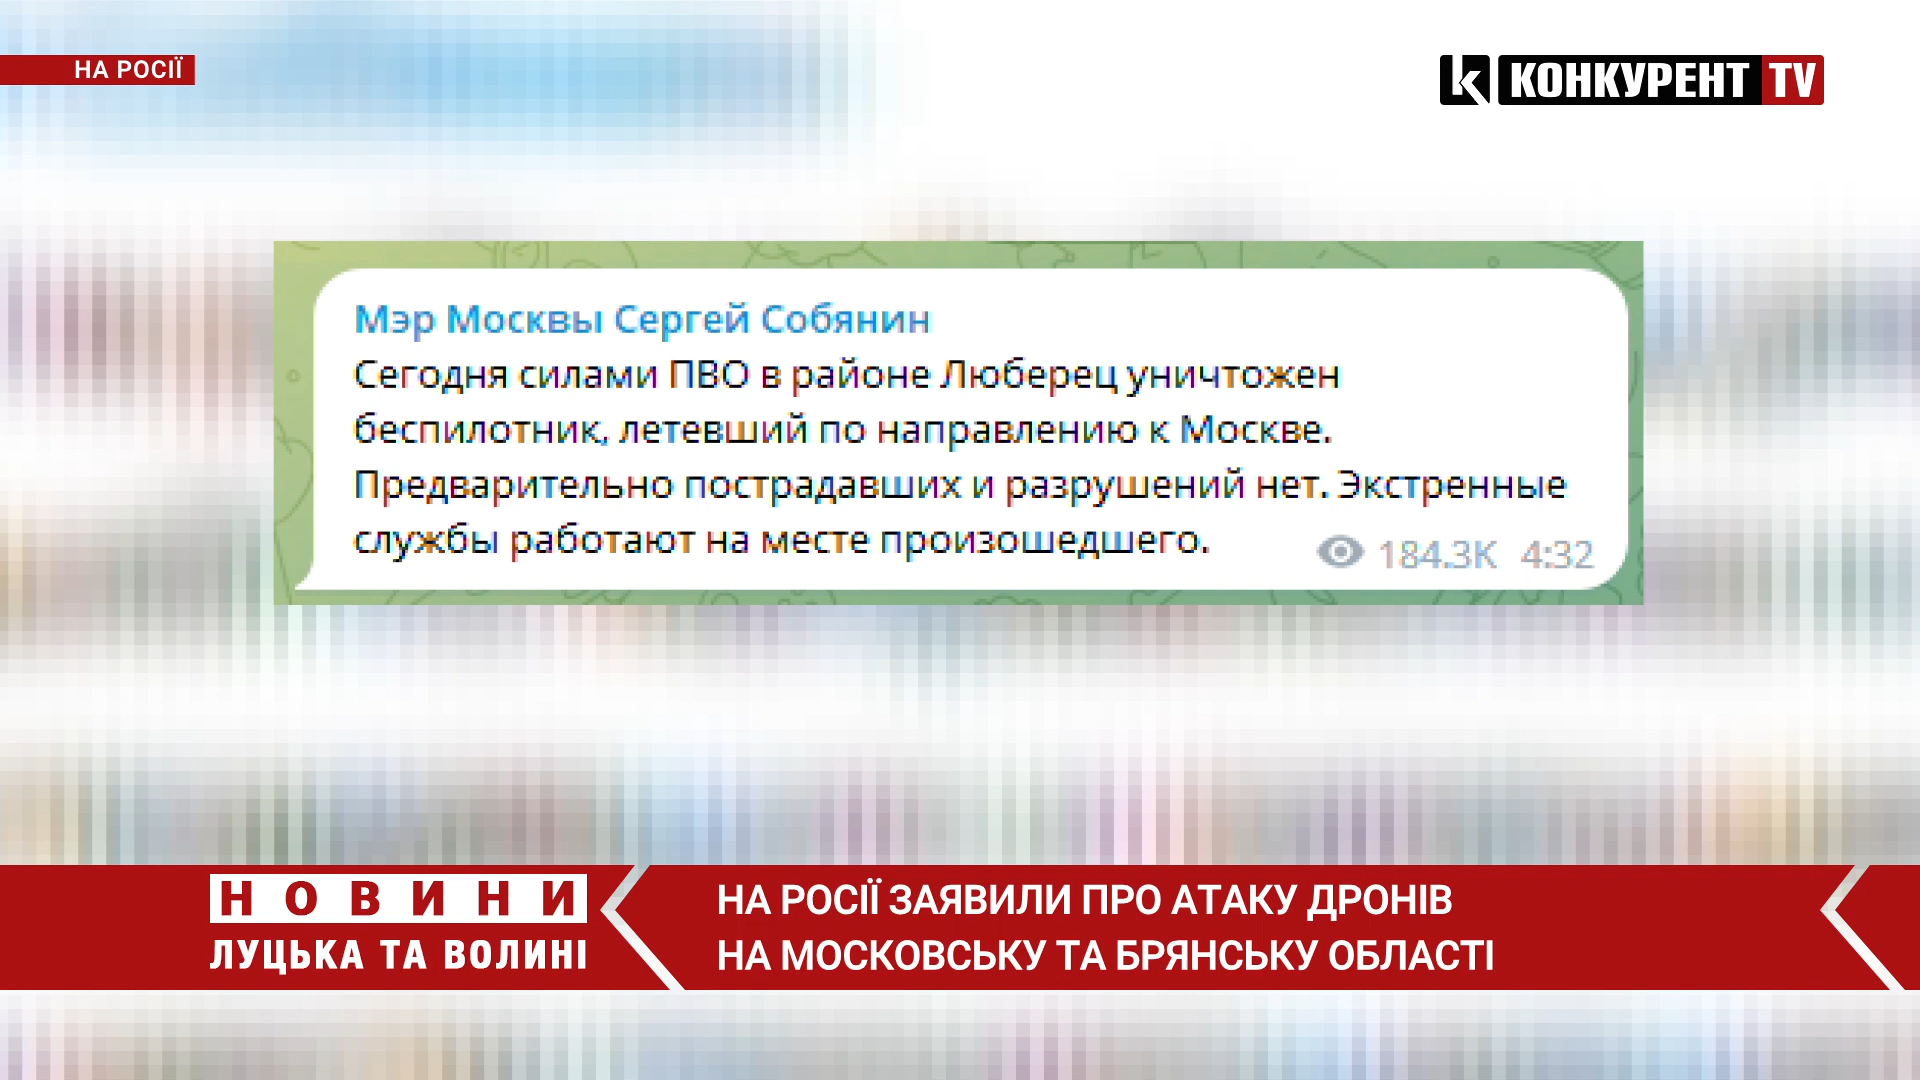 НА РОСІЇ
k КОНКУРЕНТ TV
Мэр Москвы Сергей Собянин
Сегодня силами ПВО в районе Люберец уничтожен
беспилотник, летевший по направлению к Москве.
Предварительно пострадавших и разрушений нет. Экстренные
службы работают на месте произошедшего.
184.3K 4:32
НОВИНИ
ЛУЦЬКА ТА ВОЛИНІ
НА РОСІЇ ЗАЯВИЛИ ПРО АТАКУ ДРОНІВ
НА МОСКОВСЬКУ ТА БРЯНСЬКУ ОБЛАСТІ